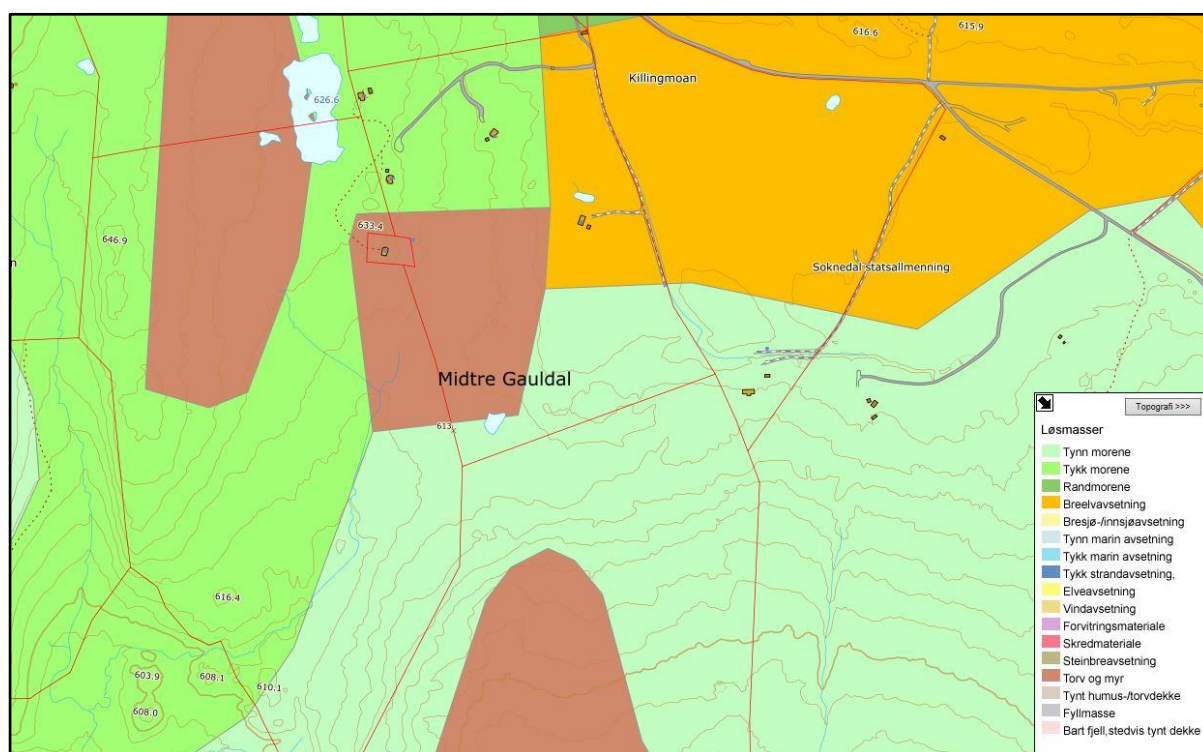 615.9
616.6
Killingmoan
626.6
633.4
646.9
n
Soknedal statsallmenning
Midtre Gauldal
613
616.4
603.9
608.1
610.1
608.0
Topografi >>>
Løsmasser
Tynn morene
Tykk morene
Randmorene
Breelvavsetning
Bresjø-/innsjøavsetning
Tynn marin avsetning
Tykk marin avsetning
Tykk strandavsetning,
Elveavsetning
Vindavsetning
Forvitringsmateriale
Skredmateriale
Steinbreavsetning
Torv og myr
Tynt humus-/torvdekke
Fyllmasse
Bart fjell,stedvis tynt dekke